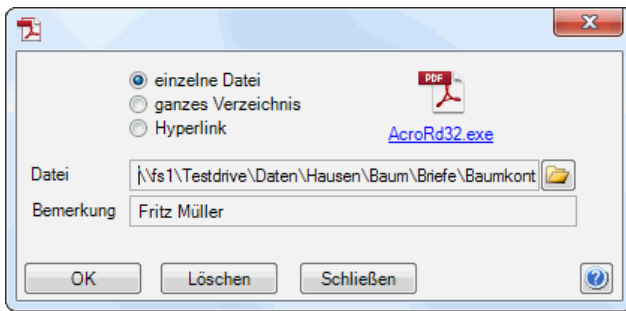 einzelne Datei
ganzes Verzeichnis
Hyperlink
PDF
AcroRd32.exe
Datei \\fs1\Testdrive\Daten\Hausen\Baum\Briefe\Baumkont
Bemerkung Fritz Müller
OK Löschen Schließen